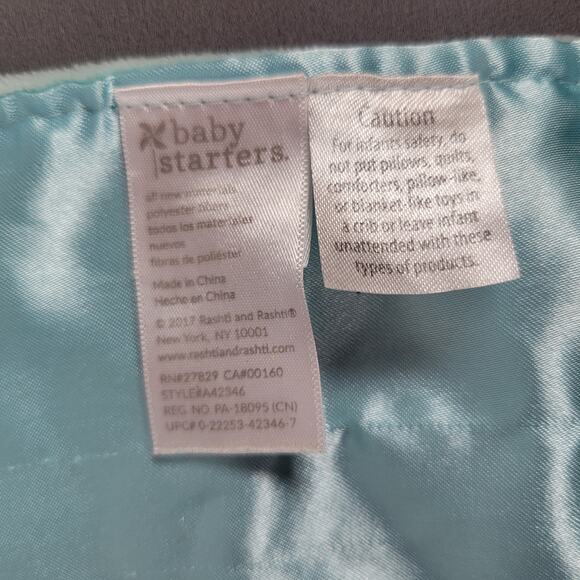 baby
starters.
all new materials
polyester fibers
todos los materiales
nuevos
fibras de poliéster
Made in China
Hecho en China
© 2017 Rashti and Rashti®
New York, NY 10001
www.rashtiandrashti.com
RN#27829 CA#00160
STYLE#A42346
REG NO PA-18095 (CN)
UPC# 0-22253-42346-7
Caution
For infants safety, do
not put pillows, quilts,
comforters, pillow-like,
or blanket-like toys in
a crib or leave infant
unattended with these
types of products.